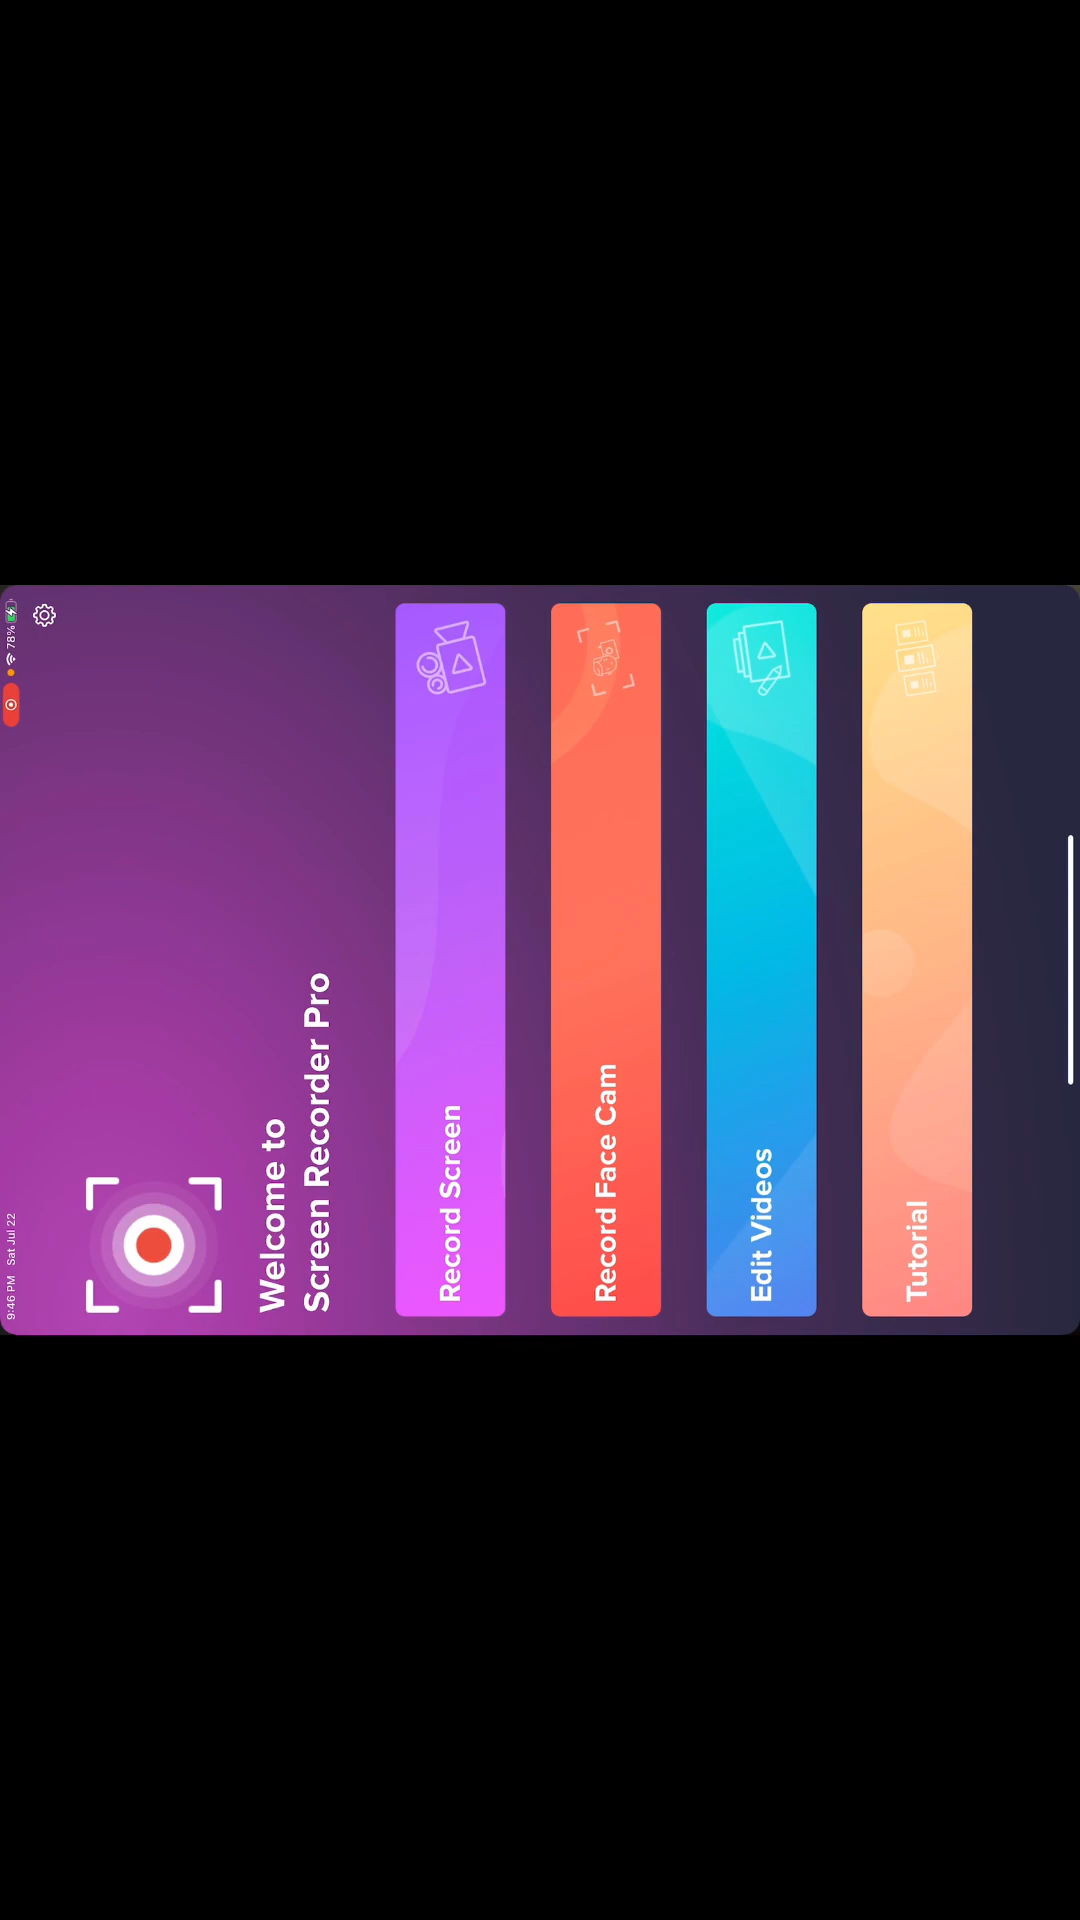 9:46 PM Sat Jul 22
78%
Welcome to
Screen Recorder Pro
Record Screen
Record Face Cam
Edit Videos
Tutorial